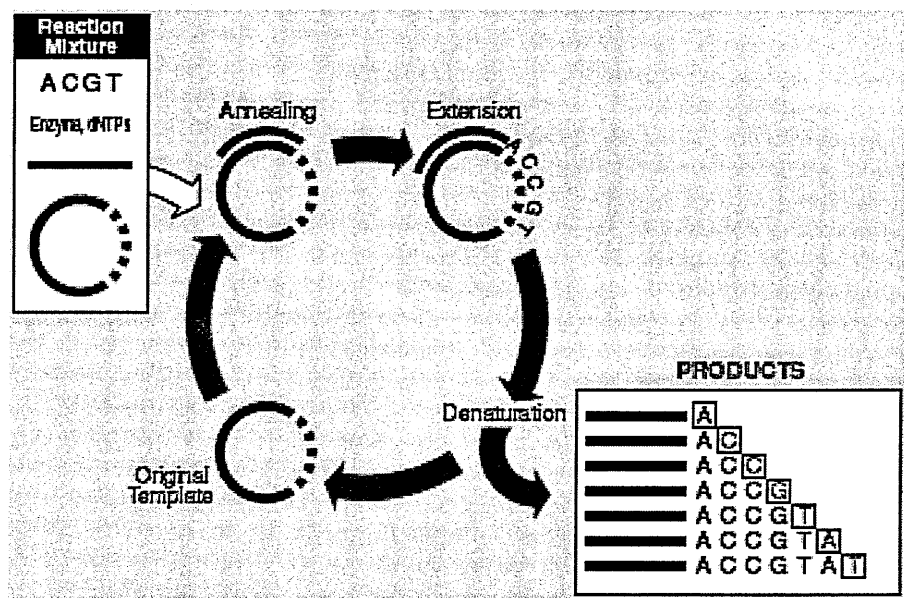 Reaction
Mixture
ACGT
Enzyme, dNTPs
Annealing
Extension
A
C
C
G
T
PRODUCTS
Denaturation
A
A C
A C C
A C C G
A C C G T
A C C G T A
A C C G T A T
Original
Template